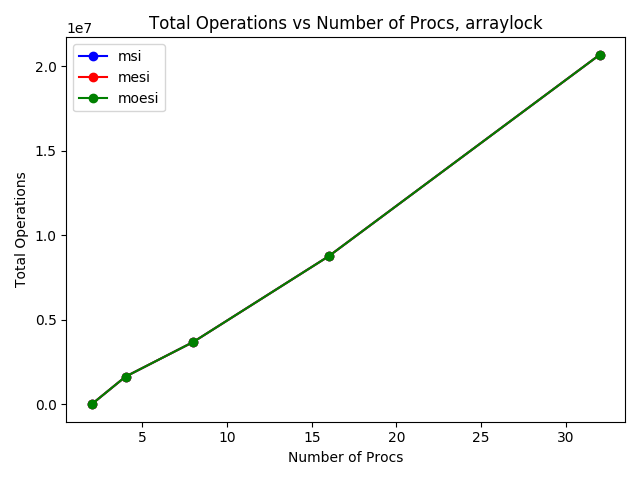 Total Operations vs Number of Procs, arraylock
1e7
msi
mesi
moesi
2.0
1.5
1.0
0.5
0.0
Total Operations
5
10
15
20
25
30
Number of Procs